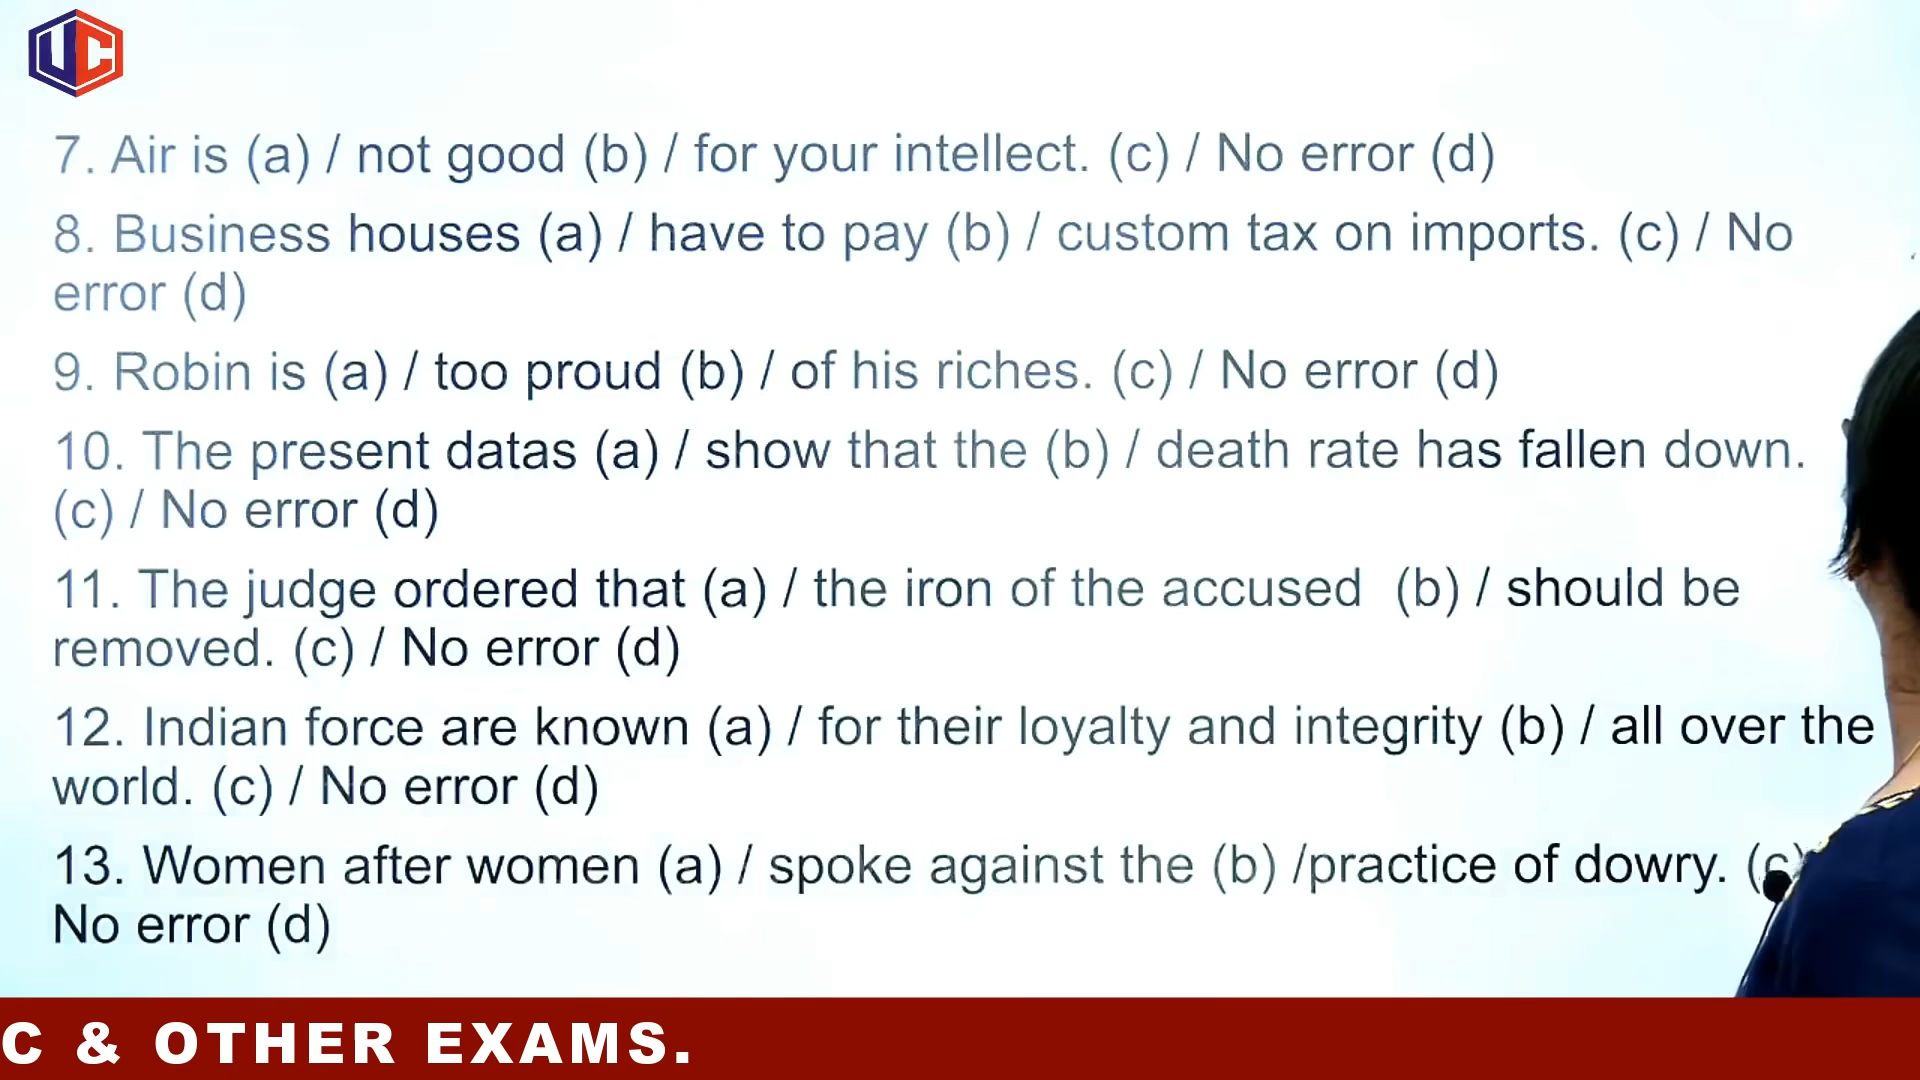 UC
7. Air is (a) / not good (b) / for your intellect. (c) / No error (d)
8. Business houses (a) / have to pay (b) / custom tax on imports. (c) / No
error (d)
9. Robin is (a) / too proud (b) / of his riches. (c) / No error (d)
10. The present datas (a) / show that the (b) / death rate has fallen down.
(c) / No error (d)
11. The judge ordered that (a) / the iron of the accused (b) / should be
removed. (c) / No error (d)
12. Indian force are known (a) / for their loyalty and integrity (b) / all over the
world. (c) / No error (d)
13. Women after women (a) / spoke against the (b) /practice of dowry. (c)
No error (d)
C & OTHER EXAMS.